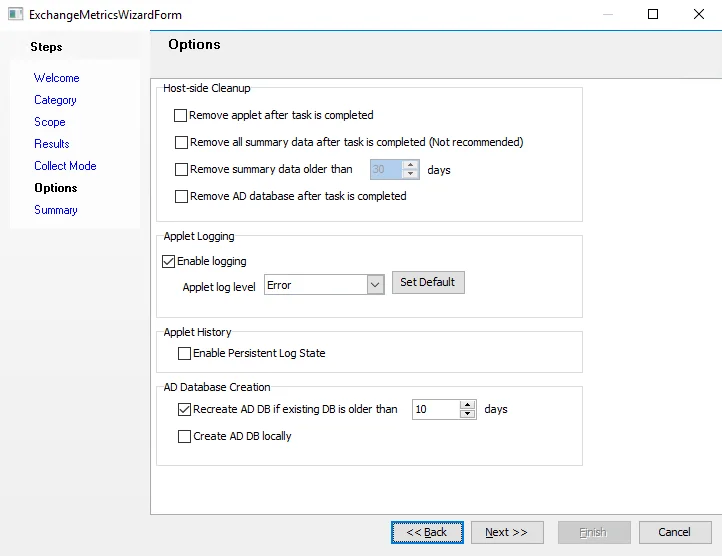 ExchangeMetricsWizardForm
Steps
Welcome
Category
Scope
Results
Collect Mode
Options
Summary
Options
Host-side Cleanup
Remove applet after task is completed
Remove all summary data after task is completed (Not recommended)
Remove summary data older than 30 days
Remove AD database after task is completed
Applet Logging
Enable logging
Applet log level Error Set Default
Applet History
Enable Persistent Log State
AD Database Creation
Recreate AD DB if existing DB is older than 10 days
Create AD DB locally
<< Back Next >> Finish Cancel